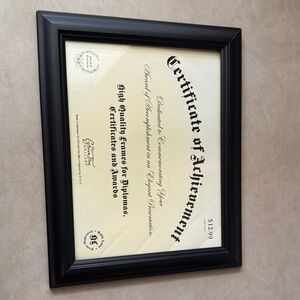 Certificate of Achievement
Dedicated to Commemorating Your
Award of Accomplishment in an Elegant Presentation.
High Quality Frames for Diplomas,
Certificates and Awards
$12.99